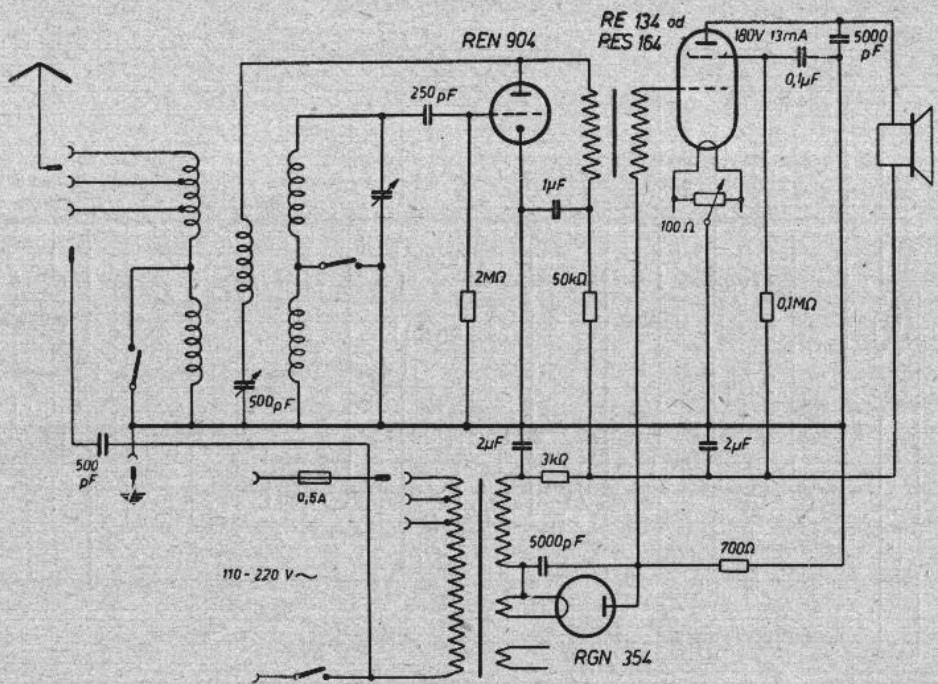 RE 134 od
RES 164
REN 904
180V 13mA
5000
pF
0,1µF
250pF
1µF
100 Ω
2MΩ
50kΩ
0,1MΩ
500pF
500
pF
2µF
2µF
3kΩ
0,5A
5000pF
700Ω
110-220 V~
RGN 354